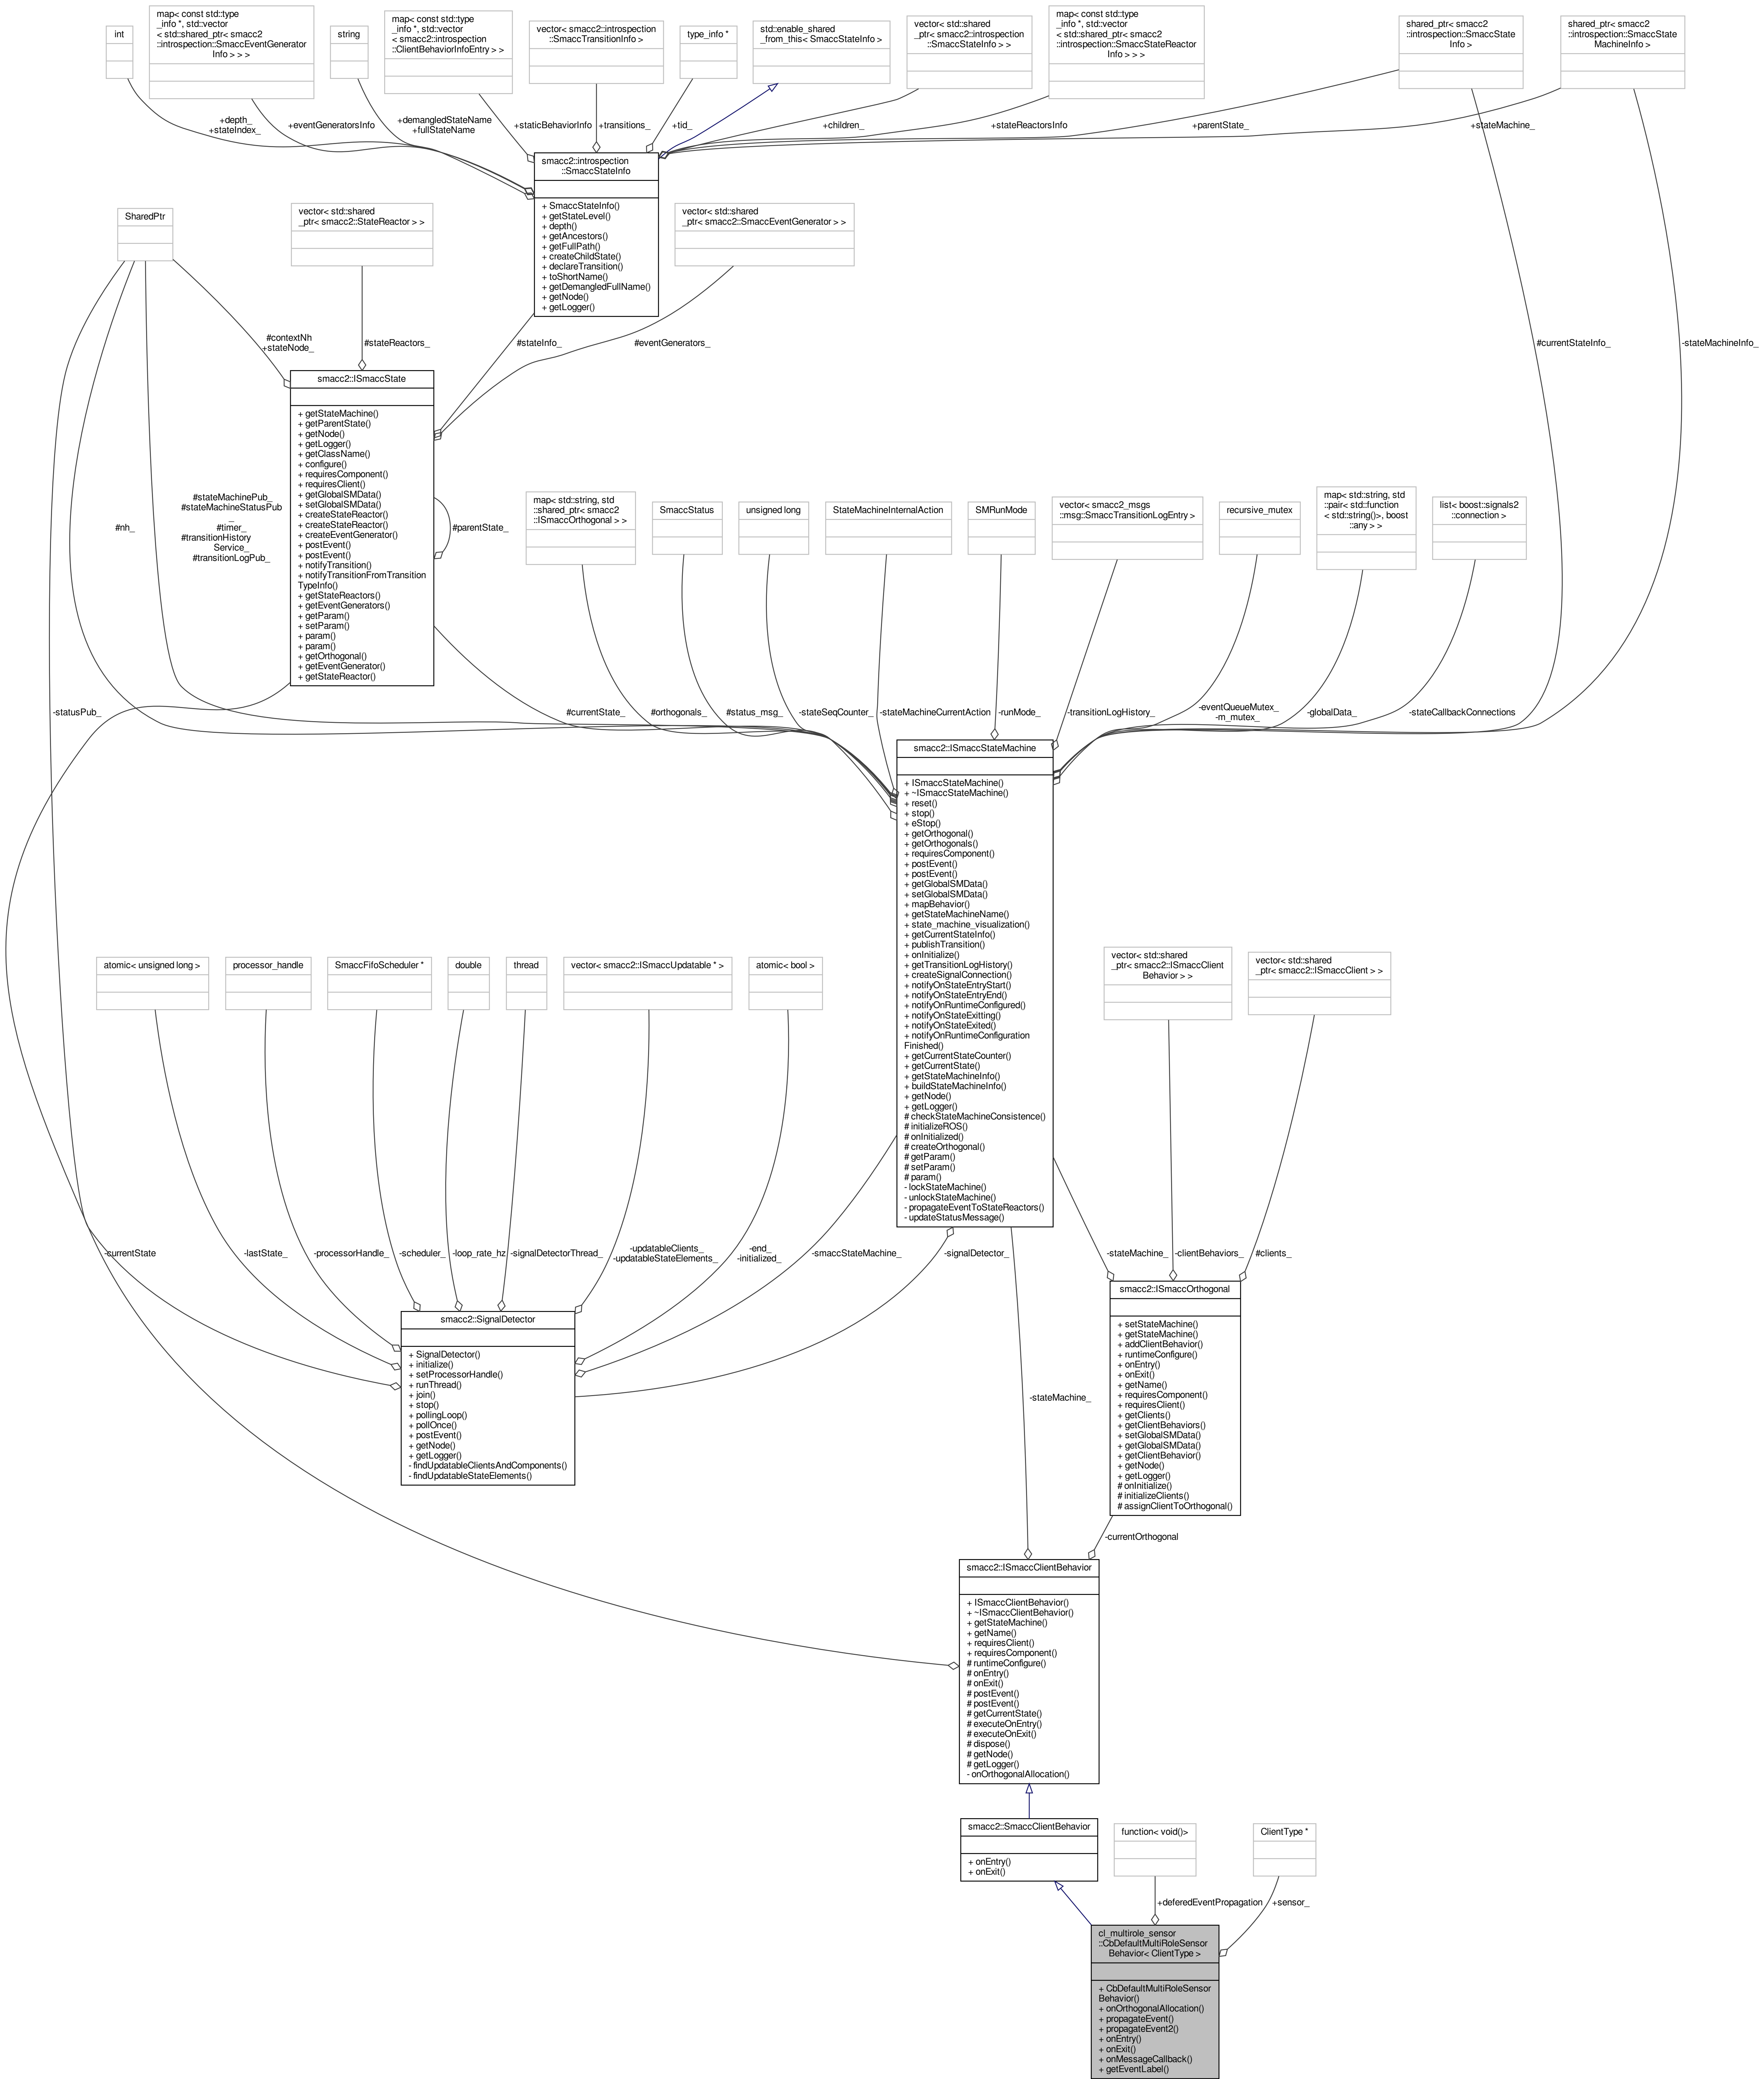 int
map< const std::type
_info *, std::vector
< std::shared_ptr< smacc2
::introspection::SmaccEventGenerator
Info > > >
string
map< const std::type
_info *, std::vector
< smacc2::introspection
::ClientBehaviorInfoEntry > >
vector< smacc2::introspection
::SmaccTransitionInfo >
type_info *
std::enable_shared
_from_this< SmaccStateInfo >
vector< std::shared
_ptr< smacc2::introspection
::SmaccStateInfo > >
map< const std::type
_info *, std::vector
< std::shared_ptr< smacc2
::introspection::SmaccStateReactor
Info > > >
shared_ptr< smacc2
::introspection::SmaccState
Info >
shared_ptr< smacc2
::introspection::SmaccState
MachineInfo >
+depth_
+stateIndex_
+eventGeneratorsInfo
+demangledStateName
+fullStateName
+staticBehaviorInfo
+transitions_
+tid_
+children_
+stateReactorsInfo
+parentState_
+stateMachine_
smacc2::introspection
::SmaccStateInfo
+ SmaccStateInfo()
+ getStateLevel()
+ depth()
+ getAncestors()
+ getFullPath()
+ createChildState()
+ declareTransition()
+ toShortName()
+ getDemangledFullName()
+ getNode()
+ getLogger()
SharedPtr
vector< std::shared
_ptr< smacc2::StateReactor > >
vector< std::shared
_ptr< smacc2::SmaccEventGenerator > >
#contextNh
+stateNode_
#stateReactors_
#stateInfo_
#eventGenerators_
#currentStateInfo_
-stateMachineInfo_
smacc2::ISmaccState
+ getStateMachine()
+ getParentState()
+ getNode()
+ getLogger()
+ getClassName()
+ configure()
+ requiresComponent()
+ requiresClient()
+ getGlobalSMData()
+ setGlobalSMData()
+ createStateReactor()
+ createStateReactor()
+ createEventGenerator()
+ postEvent()
+ postEvent()
+ notifyTransition()
+ notifyTransitionFromTransition
TypeInfo()
+ getStateReactors()
+ getEventGenerators()
+ getParam()
+ setParam()
+ param()
+ param()
+ getOrthogonal()
+ getEventGenerator()
+ getStateReactor()
#parentState_
#nh_
#stateMachinePub_
#stateMachineStatusPub
_
#timer_
#transitionHistory
Service_
#transitionLogPub_
map< std::string, std
::shared_ptr< smacc2
::ISmaccOrthogonal > >
SmaccStatus
unsigned long
StateMachineInternalAction
SMRunMode
vector< smacc2_msgs
::msg::SmaccTransitionLogEntry >
recursive_mutex
map< std::string, std
::pair< std::function
< std::string()>, boost
::any > >
list< boost::signals2
::connection >
-statusPub_
#currentState_
#orthogonals_
#status_msg_
-stateSeqCounter_
-stateMachineCurrentAction
-runMode_
-transitionLogHistory_
-eventQueueMutex_
-m_mutex_
-globalData_
-stateCallbackConnections
smacc2::ISmaccStateMachine
+ ISmaccStateMachine()
+ ~ISmaccStateMachine()
+ reset()
+ stop()
+ eStop()
+ getOrthogonal()
+ getOrthogonals()
+ requiresComponent()
+ postEvent()
+ postEvent()
+ getGlobalSMData()
+ setGlobalSMData()
+ mapBehavior()
+ getStateMachineName()
+ state_machine_visualization()
+ getCurrentStateInfo()
+ publishTransition()
+ onInitialize()
+ getTransitionLogHistory()
+ createSignalConnection()
+ notifyOnStateEntryStart()
+ notifyOnStateEntryEnd()
+ notifyOnRuntimeConfigured()
+ notifyOnStateExitting()
+ notifyOnStateExited()
+ notifyOnRuntimeConfiguration
Finished()
+ getCurrentStateCounter()
+ getCurrentState()
+ getStateMachineInfo()
+ buildStateMachineInfo()
+ getNode()
+ getLogger()
# checkStateMachineConsistence()
# initializeROS()
# onInitialized()
# createOrthogonal()
# getParam()
# setParam()
# param()
- lockStateMachine()
- unlockStateMachine()
- propagateEventToStateReactors()
- updateStatusMessage()
atomic< unsigned long >
processor_handle
SmaccFifoScheduler *
double
thread
vector< smacc2::ISmaccUpdatable * >
atomic< bool >
vector< std::shared
_ptr< smacc2::ISmaccClient
Behavior > >
vector< std::shared
_ptr< smacc2::ISmaccClient > >
-currentState
-lastState_
-processorHandle_
-scheduler_
-loop_rate_hz
-signalDetectorThread_
-updatableClients_
-updatableStateElements_
-end_
-initialized_
-smaccStateMachine_
-signalDetector_
-stateMachine_
-clientBehaviors_
#clients_
smacc2::SignalDetector
+ SignalDetector()
+ initialize()
+ setProcessorHandle()
+ runThread()
+ join()
+ stop()
+ pollingLoop()
+ pollOnce()
+ postEvent()
+ getNode()
+ getLogger()
- findUpdatableClientsAndComponents()
- findUpdatableStateElements()
-stateMachine_
smacc2::ISmaccOrthogonal
+ setStateMachine()
+ getStateMachine()
+ addClientBehavior()
+ runtimeConfigure()
+ onEntry()
+ onExit()
+ getName()
+ requiresComponent()
+ requiresClient()
+ getClients()
+ getClientBehaviors()
+ setGlobalSMData()
+ getGlobalSMData()
+ getClientBehavior()
+ getNode()
+ getLogger()
# onInitialize()
# initializeClients()
# assignClientToOrthogonal()
-currentOrthogonal
smacc2::ISmaccClientBehavior
+ ISmaccClientBehavior()
+ ~ISmaccClientBehavior()
+ getStateMachine()
+ getName()
+ requiresClient()
+ requiresComponent()
# runtimeConfigure()
# onEntry()
# onExit()
# postEvent()
# postEvent()
# getCurrentState()
# executeOnEntry()
# executeOnExit()
# dispose()
# getNode()
# getLogger()
- onOrthogonalAllocation()
smacc2::SmaccClientBehavior
+ onEntry()
+ onExit()
function< void()>
ClientType *
+deferedEventPropagation
+sensor_
cl_multirole_sensor
::CbDefaultMultiRoleSensor
Behavior< ClientType >
+ CbDefaultMultiRoleSensor
Behavior()
+ onOrthogonalAllocation()
+ propagateEvent()
+ propagateEvent2()
+ onEntry()
+ onExit()
+ onMessageCallback()
+ getEventLabel()